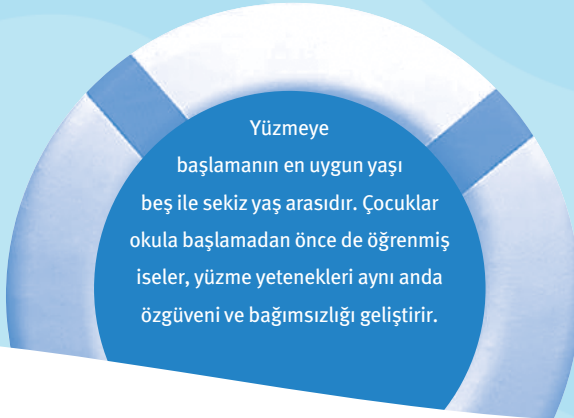 Yüzmeye
başlamanın en uygun yaşı
beş ile sekiz yaş arasıdır. Çocuklar
okula başlamadan önce de öğrenmiş
iseler, yüzme yetenekleri aynı anda
özgüveni ve bağımsızlığı geliştirir.